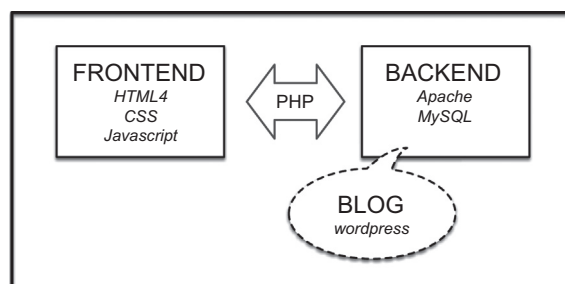 FRONTEND
HTML4
CSS
Javascript
PHP
BACKEND
Apache
MySQL
BLOG
wordpress